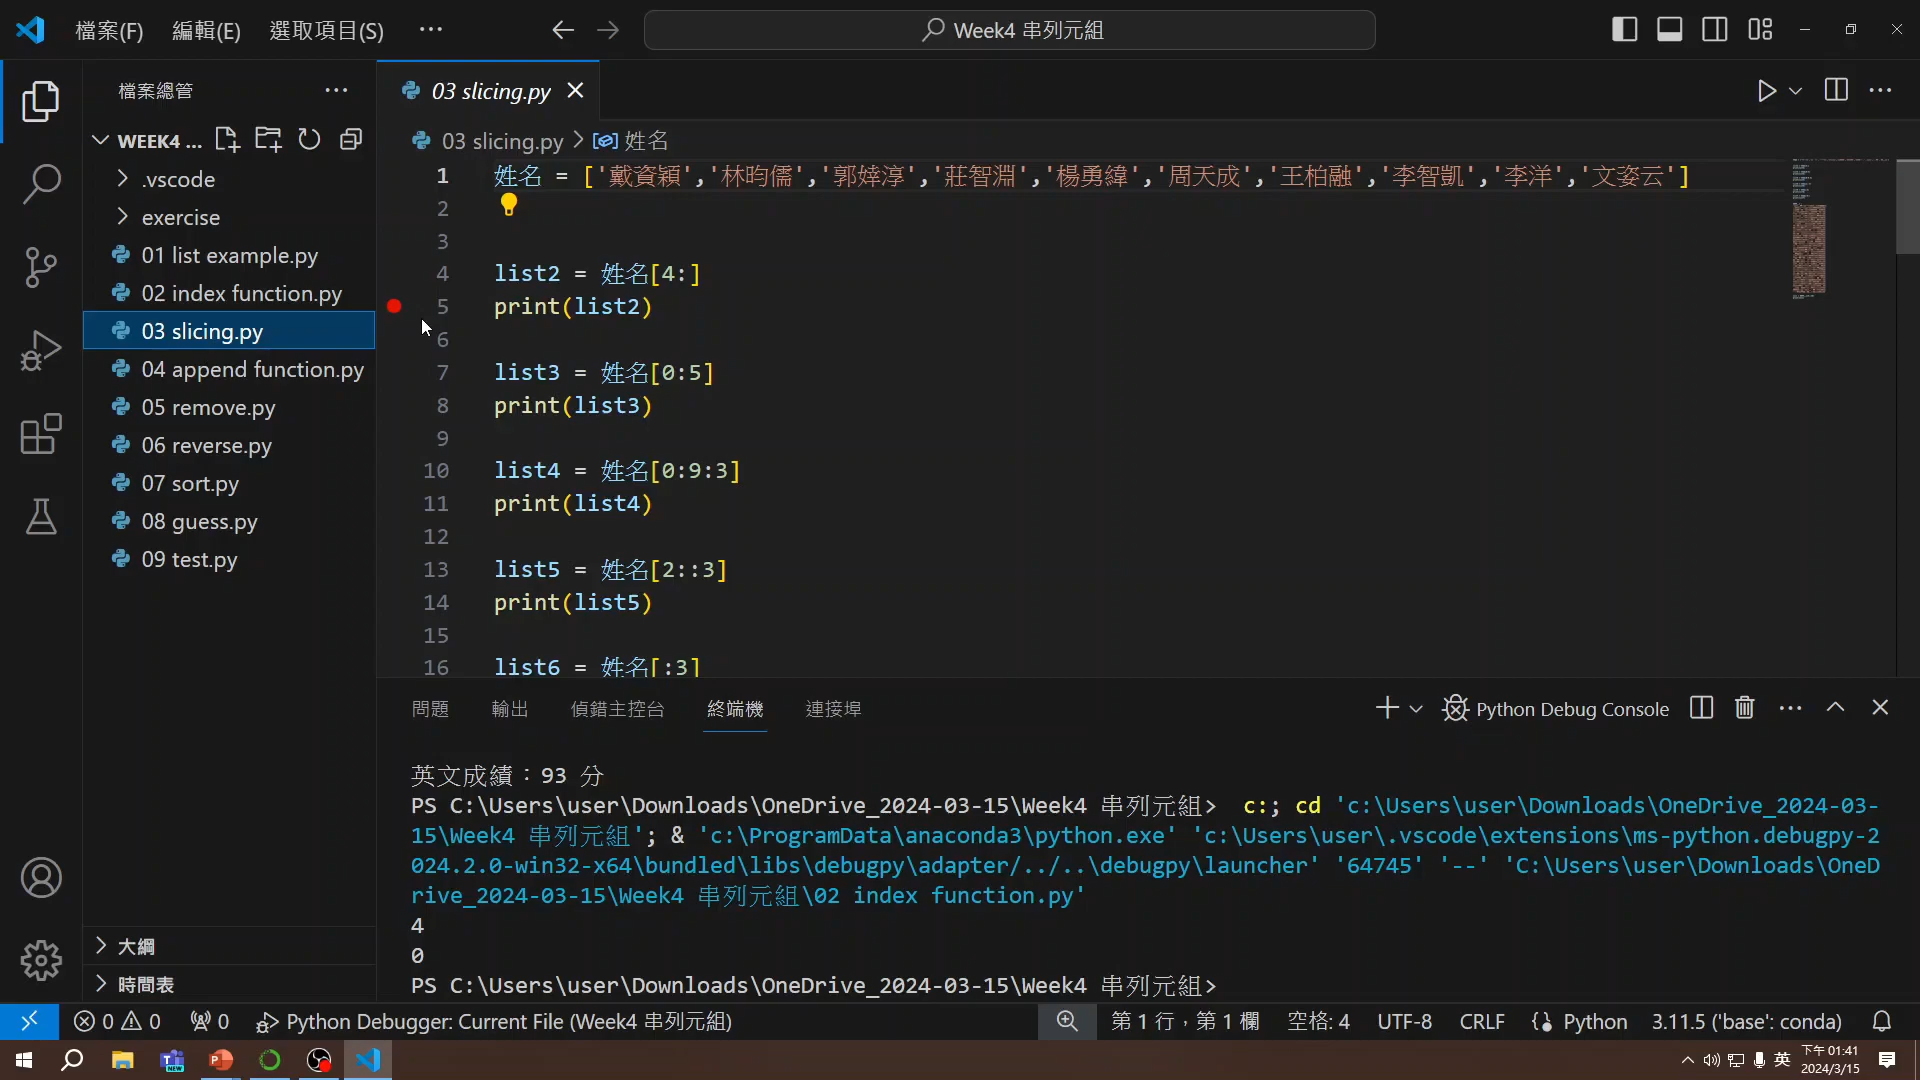 檔案(F) 編輯(E) 選取項目(S) ··· Week4 串列元組
檔案總管 ··· 03 slicing.py
WEEK4 ... 03 slicing.py > 姓名
.vscode
exercise
01 list example.py
02 index function.py
03 slicing.py
04 append function.py
05 remove.py
06 reverse.py
07 sort.py
08 guess.py
09 test.py
大綱
時間表
1 姓名 = ['戴資穎','林昀儒','郭婞淳','莊智淵','楊勇緯','周天成','王柏融','李智凱','李洋','文姿云']
2
3
4 list2 = 姓名[4:]
5 print(list2)
6
7 list3 = 姓名[0:5]
8 print(list3)
9
10 list4 = 姓名[0:9:3]
11 print(list4)
12
13 list5 = 姓名[2::3]
14 print(list5)
15
16 list6 = 姓名[:3]
問題 輸出 偵錯主控台 終端機 連接埠 Python Debug Console
英文成績：93 分
PS C:\Users\user\Downloads\OneDrive_2024-03-15\Week4 串列元組>  c:; cd 'c:\Users\user\Downloads\OneDrive_2024-03-
15\Week4 串列元組'; & 'c:\ProgramData\anaconda3\python.exe' 'c:\Users\user\.vscode\extensions\ms-python.debugpy-2
024.2.0-win32-x64\bundled\libs\debugpy\adapter/../..\debugpy\launcher' '64745' '--' 'C:\Users\user\Downloads\OneD
rive_2024-03-15\Week4 串列元組\02 index function.py'
4
0
PS C:\Users\user\Downloads\OneDrive_2024-03-15\Week4 串列元組>
0 0 0 Python Debugger: Current File (Week4 串列元組) 第 1 行，第 1 欄 空格: 4 UTF-8 CRLF Python 3.11.5 ('base': conda)
英 下午 01:41
2024/3/15